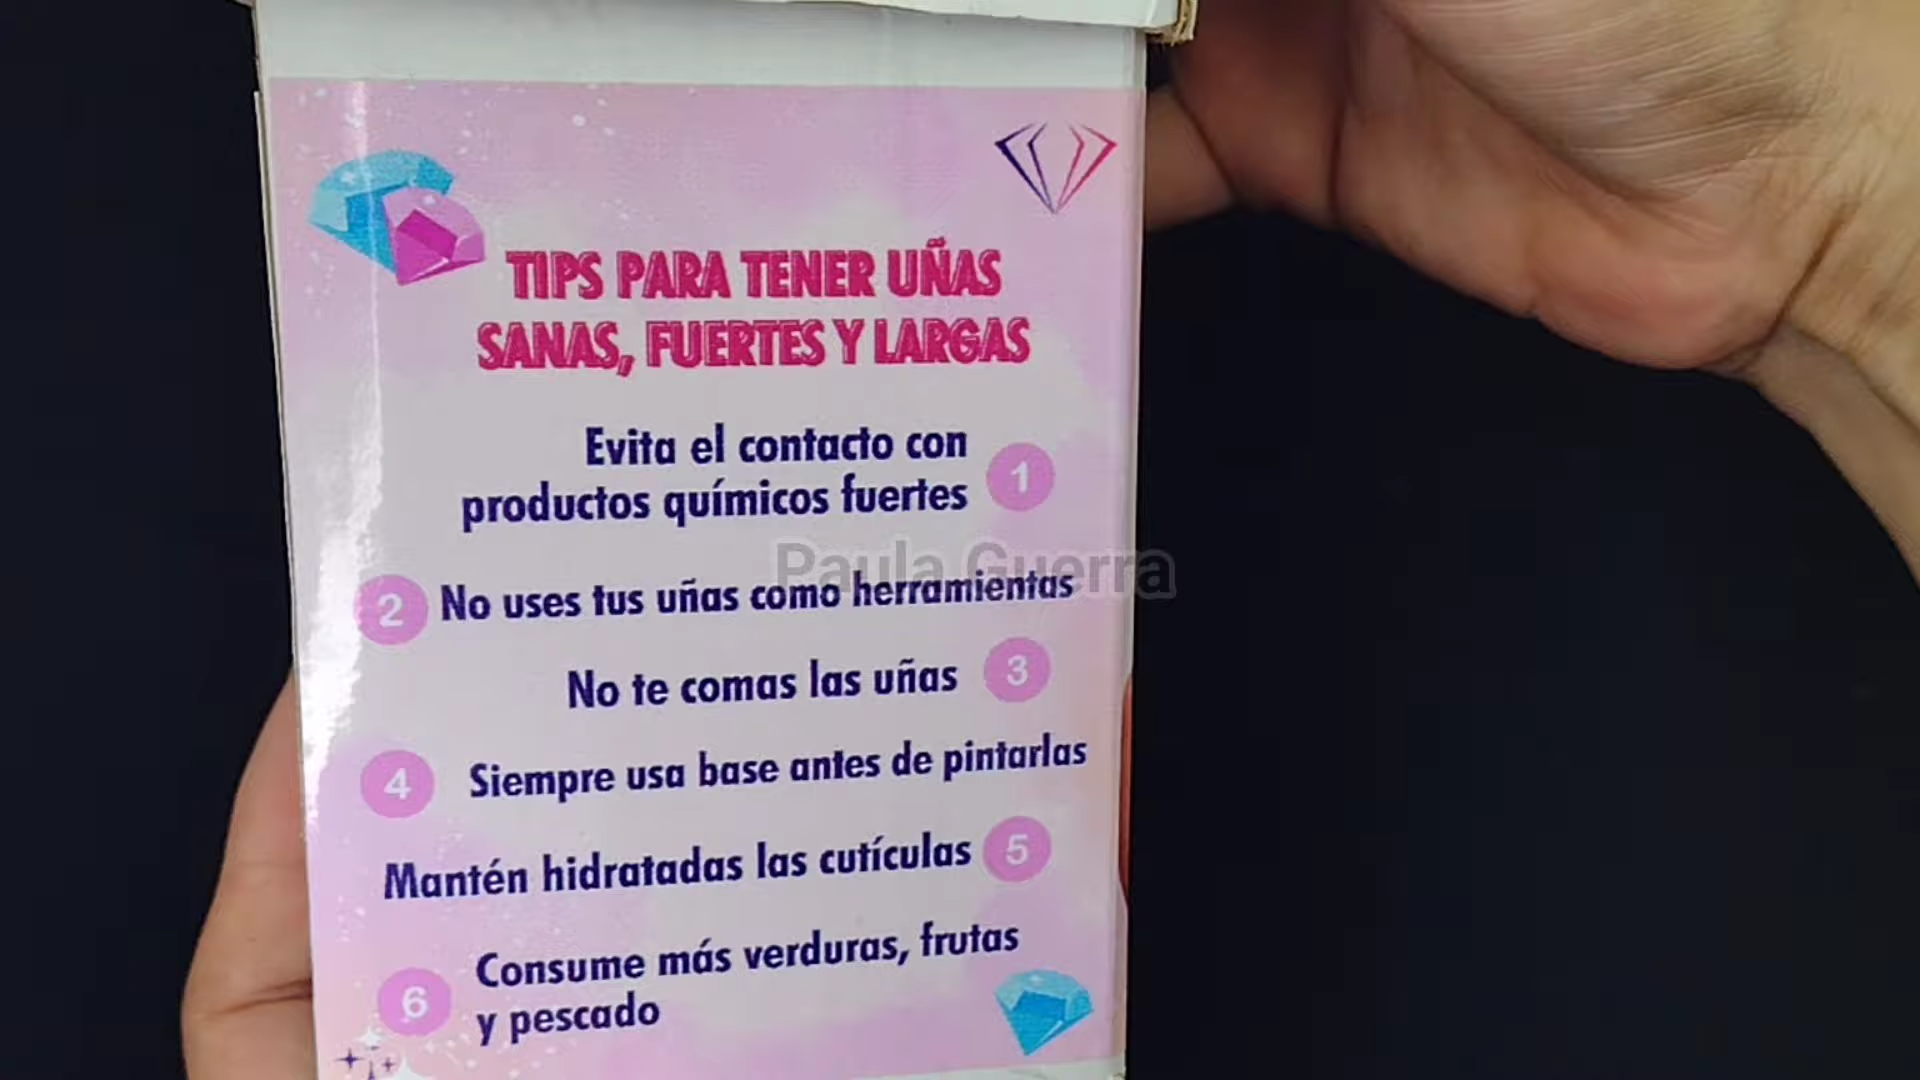 TIPS PARA TENER UÑAS
SANAS, FUERTES Y LARGAS
Evita el contacto con
productos químicos fuertes
1
Paula Guerra
2 No uses tus uñas como herramientas
No te comas las uñas 3
4 Siempre usa base antes de pintarlas
Mantén hidratadas las cutículas 5
6 Consume más verduras, frutas
y pescado